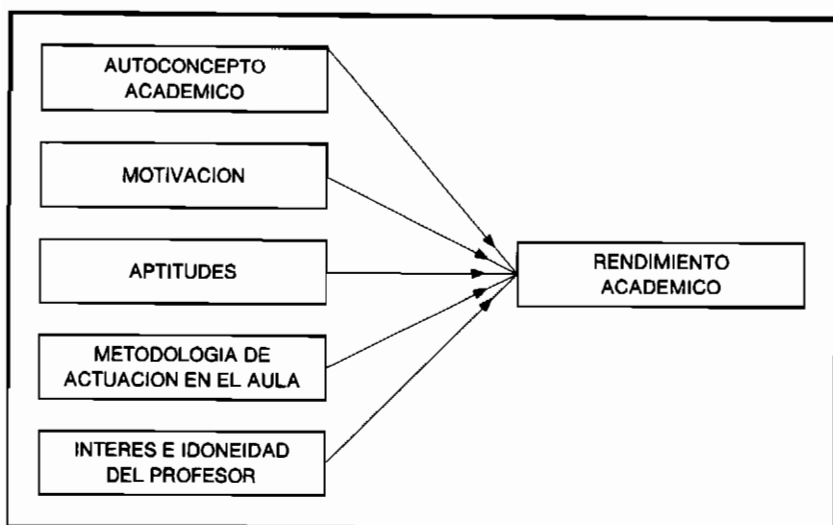 AUTOCONCEPTO
ACADEMICO
MOTIVACION
APTITUDES
RENDIMIENTO
ACADEMICO
METODOLOGIA DE
ACTUACION EN EL AULA
INTERES E IDONEIDAD
DEL PROFESOR